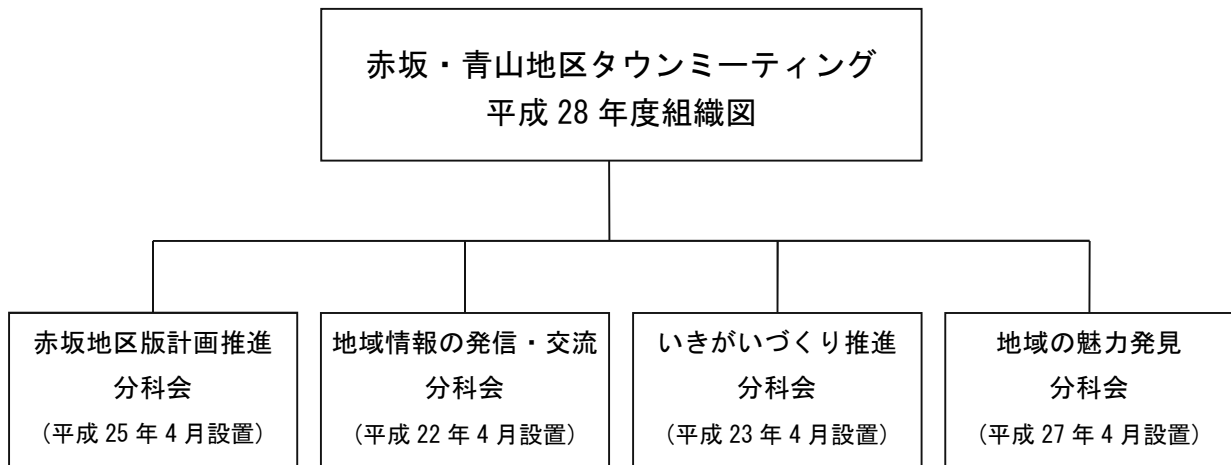 赤坂・青山地区タウンミーティング
平成 28 年度組織図
赤坂地区版計画推進
分科会
（平成 25 年 4 月設置）
地域情報の発信・交流
分科会
（平成 22 年 4 月設置）
いきがいづくり推進
分科会
（平成 23 年 4 月設置）
地域の魅力発見
分科会
（平成 27 年 4 月設置）